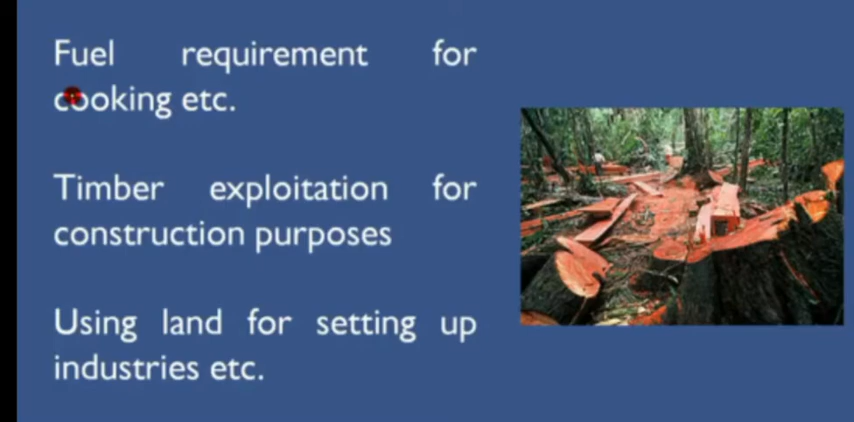 Fuel requirement for
cooking etc.
Timber exploitation for
construction purposes
Using land for setting up
industries etc.